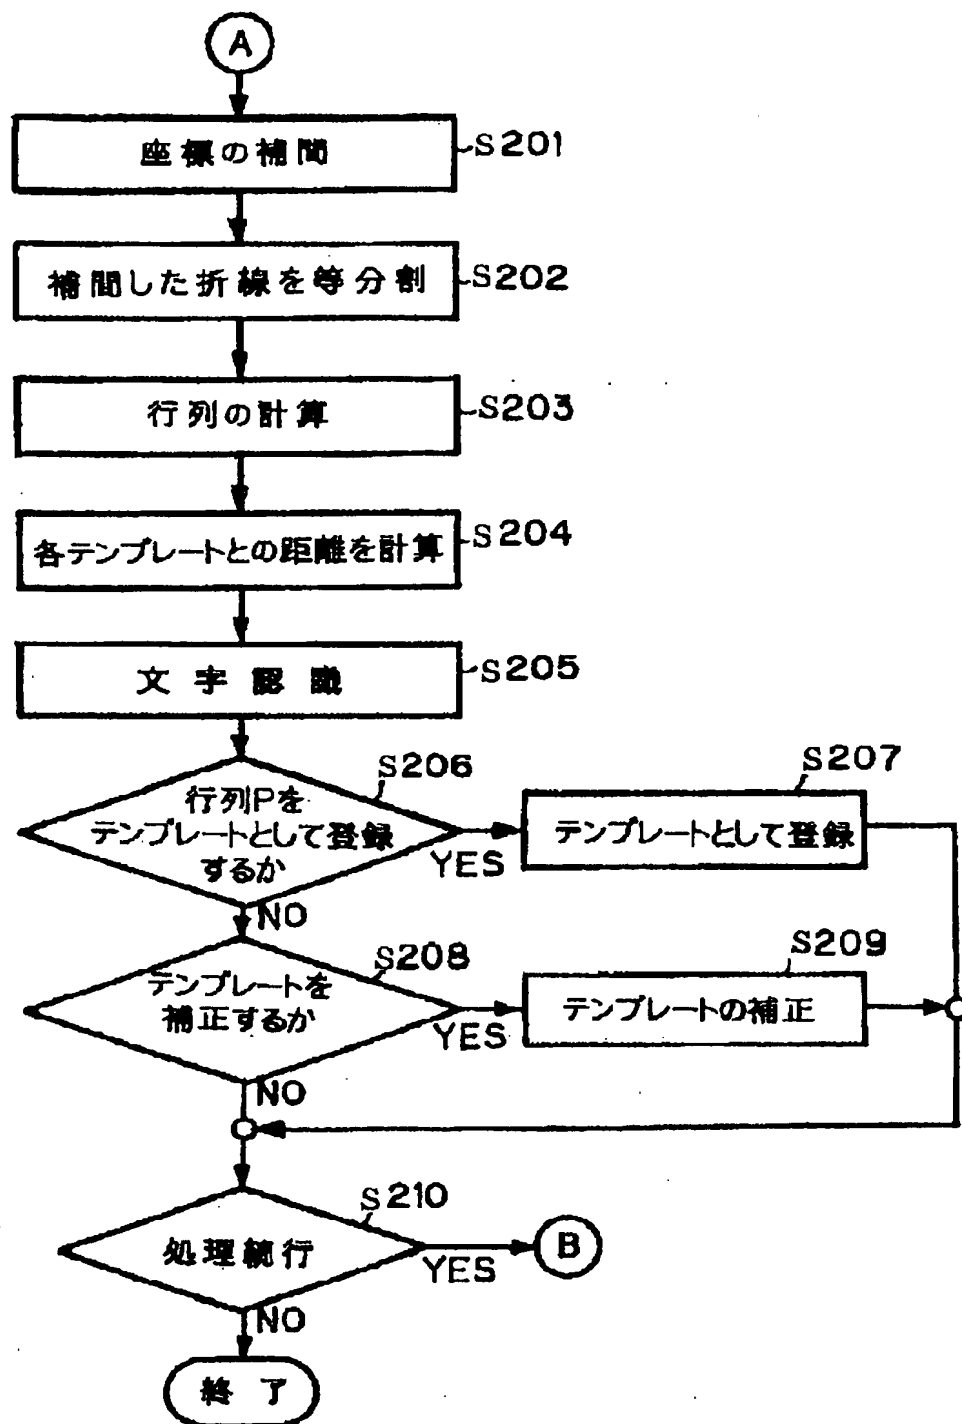 A
座標の補間
S201
補間した折線を等分割
S202
行列の計算
S203
各テンプレートとの距離を計算
S204
文字認識
S205
S206
行列Pを
テンプレートとして登録
するか
YES
NO
S207
テンプレートとして登録
S208
テンプレートを
補正するか
YES
NO
S209
テンプレートの補正
S210
処理続行
YES
B
NO
終了